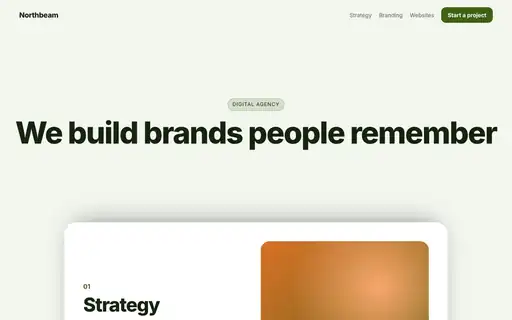 Northbeam
Strategy Branding Websites Start a project
DIGITAL AGENCY
We build brands people remember
01
Strategy